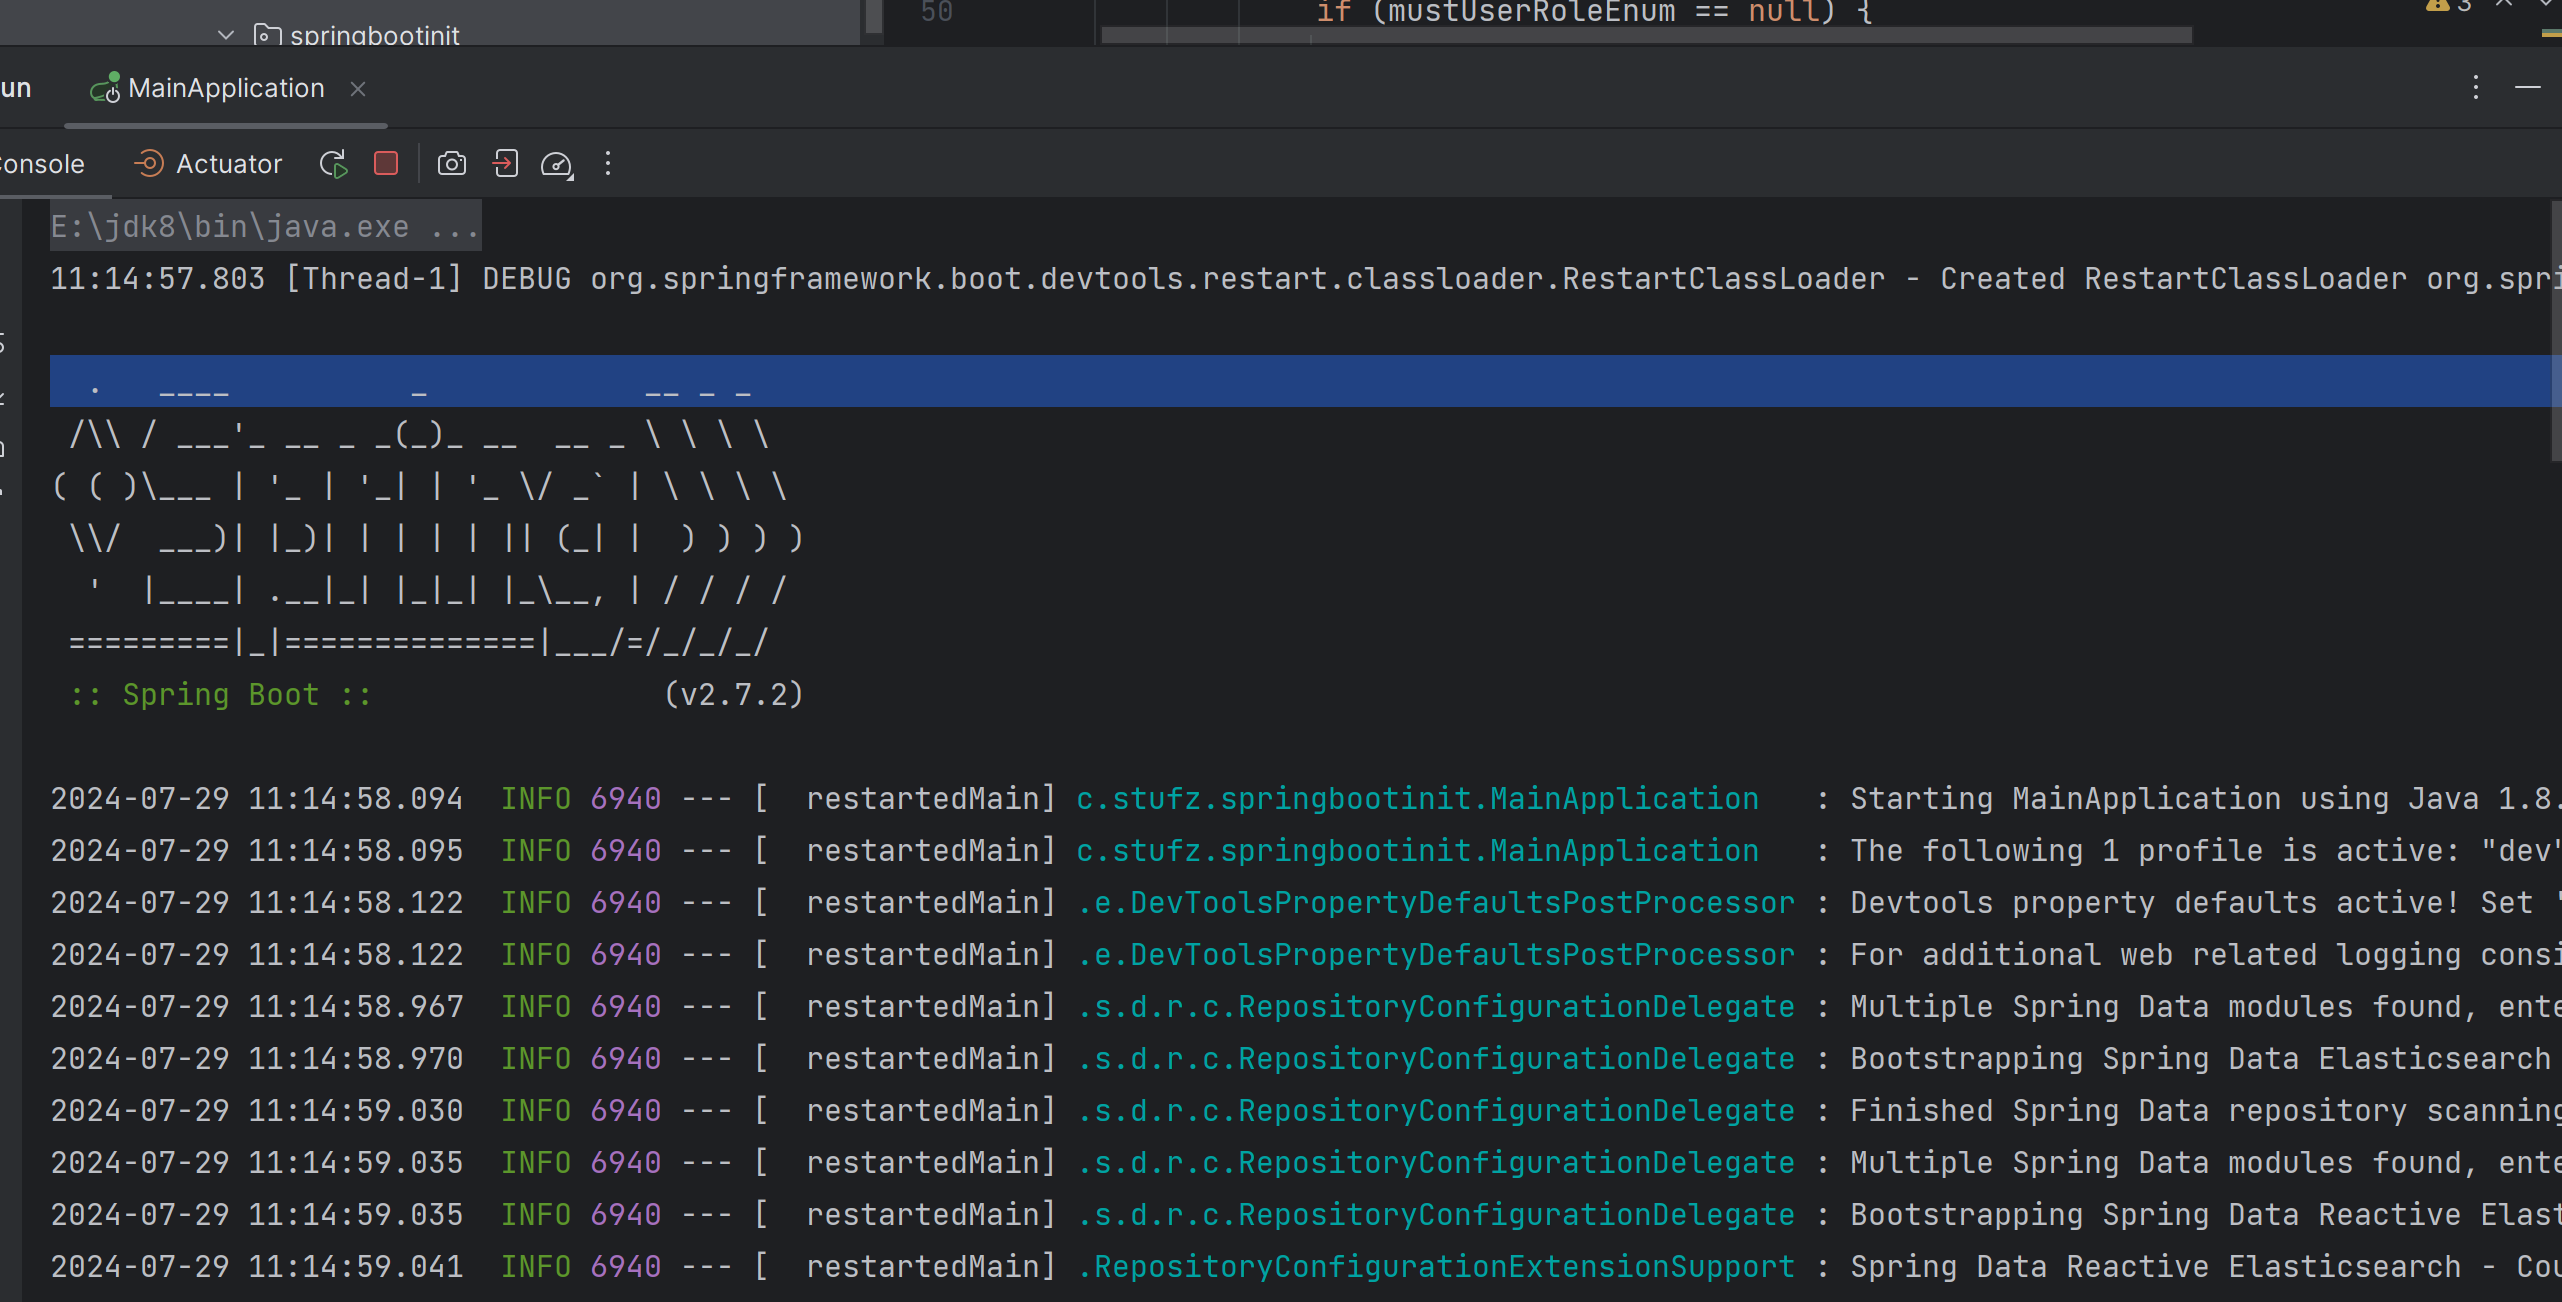 50 if (mustUserRoleEnum == null) {
3
springbootinit
un MainApplication
onsole Actuator
E:\jdk8\bin\java.exe ...
11:14:57.803 [Thread-1] DEBUG org.springframework.boot.devtools.restart.classloader.RestartClassLoader - Created RestartClassLoader org.spri

  .   ____          _            __ _ _
 /\\ / ___'_ __ _ _(_)_ __  __ _ \ \ \ \
( ( )\___ | '_ | '_| | '_ \/ _` | \ \ \ \
 \\/  ___)| |_)| | | | | || (_| |  ) ) ) )
  '  |____| .__|_| |_|_| |_\__, | / / / /
 =========|_|==============|___/=/_/_/_/
 :: Spring Boot ::                (v2.7.2)

2024-07-29 11:14:58.094  INFO 6940 --- [  restartedMain] c.stufz.springbootinit.MainApplication   : Starting MainApplication using Java 1.8.
2024-07-29 11:14:58.095  INFO 6940 --- [  restartedMain] c.stufz.springbootinit.MainApplication   : The following 1 profile is active: "dev"
2024-07-29 11:14:58.122  INFO 6940 --- [  restartedMain] .e.DevToolsPropertyDefaultsPostProcessor : Devtools property defaults active! Set '
2024-07-29 11:14:58.122  INFO 6940 --- [  restartedMain] .e.DevToolsPropertyDefaultsPostProcessor : For additional web related logging consi
2024-07-29 11:14:58.967  INFO 6940 --- [  restartedMain] .s.d.r.c.RepositoryConfigurationDelegate : Multiple Spring Data modules found, ente
2024-07-29 11:14:58.970  INFO 6940 --- [  restartedMain] .s.d.r.c.RepositoryConfigurationDelegate : Bootstrapping Spring Data Elasticsearch
2024-07-29 11:14:59.030  INFO 6940 --- [  restartedMain] .s.d.r.c.RepositoryConfigurationDelegate : Finished Spring Data repository scanning
2024-07-29 11:14:59.035  INFO 6940 --- [  restartedMain] .s.d.r.c.RepositoryConfigurationDelegate : Multiple Spring Data modules found, ente
2024-07-29 11:14:59.035  INFO 6940 --- [  restartedMain] .s.d.r.c.RepositoryConfigurationDelegate : Bootstrapping Spring Data Reactive Elast
2024-07-29 11:14:59.041  INFO 6940 --- [  restartedMain] .RepositoryConfigurationExtensionSupport : Spring Data Reactive Elasticsearch - Cou